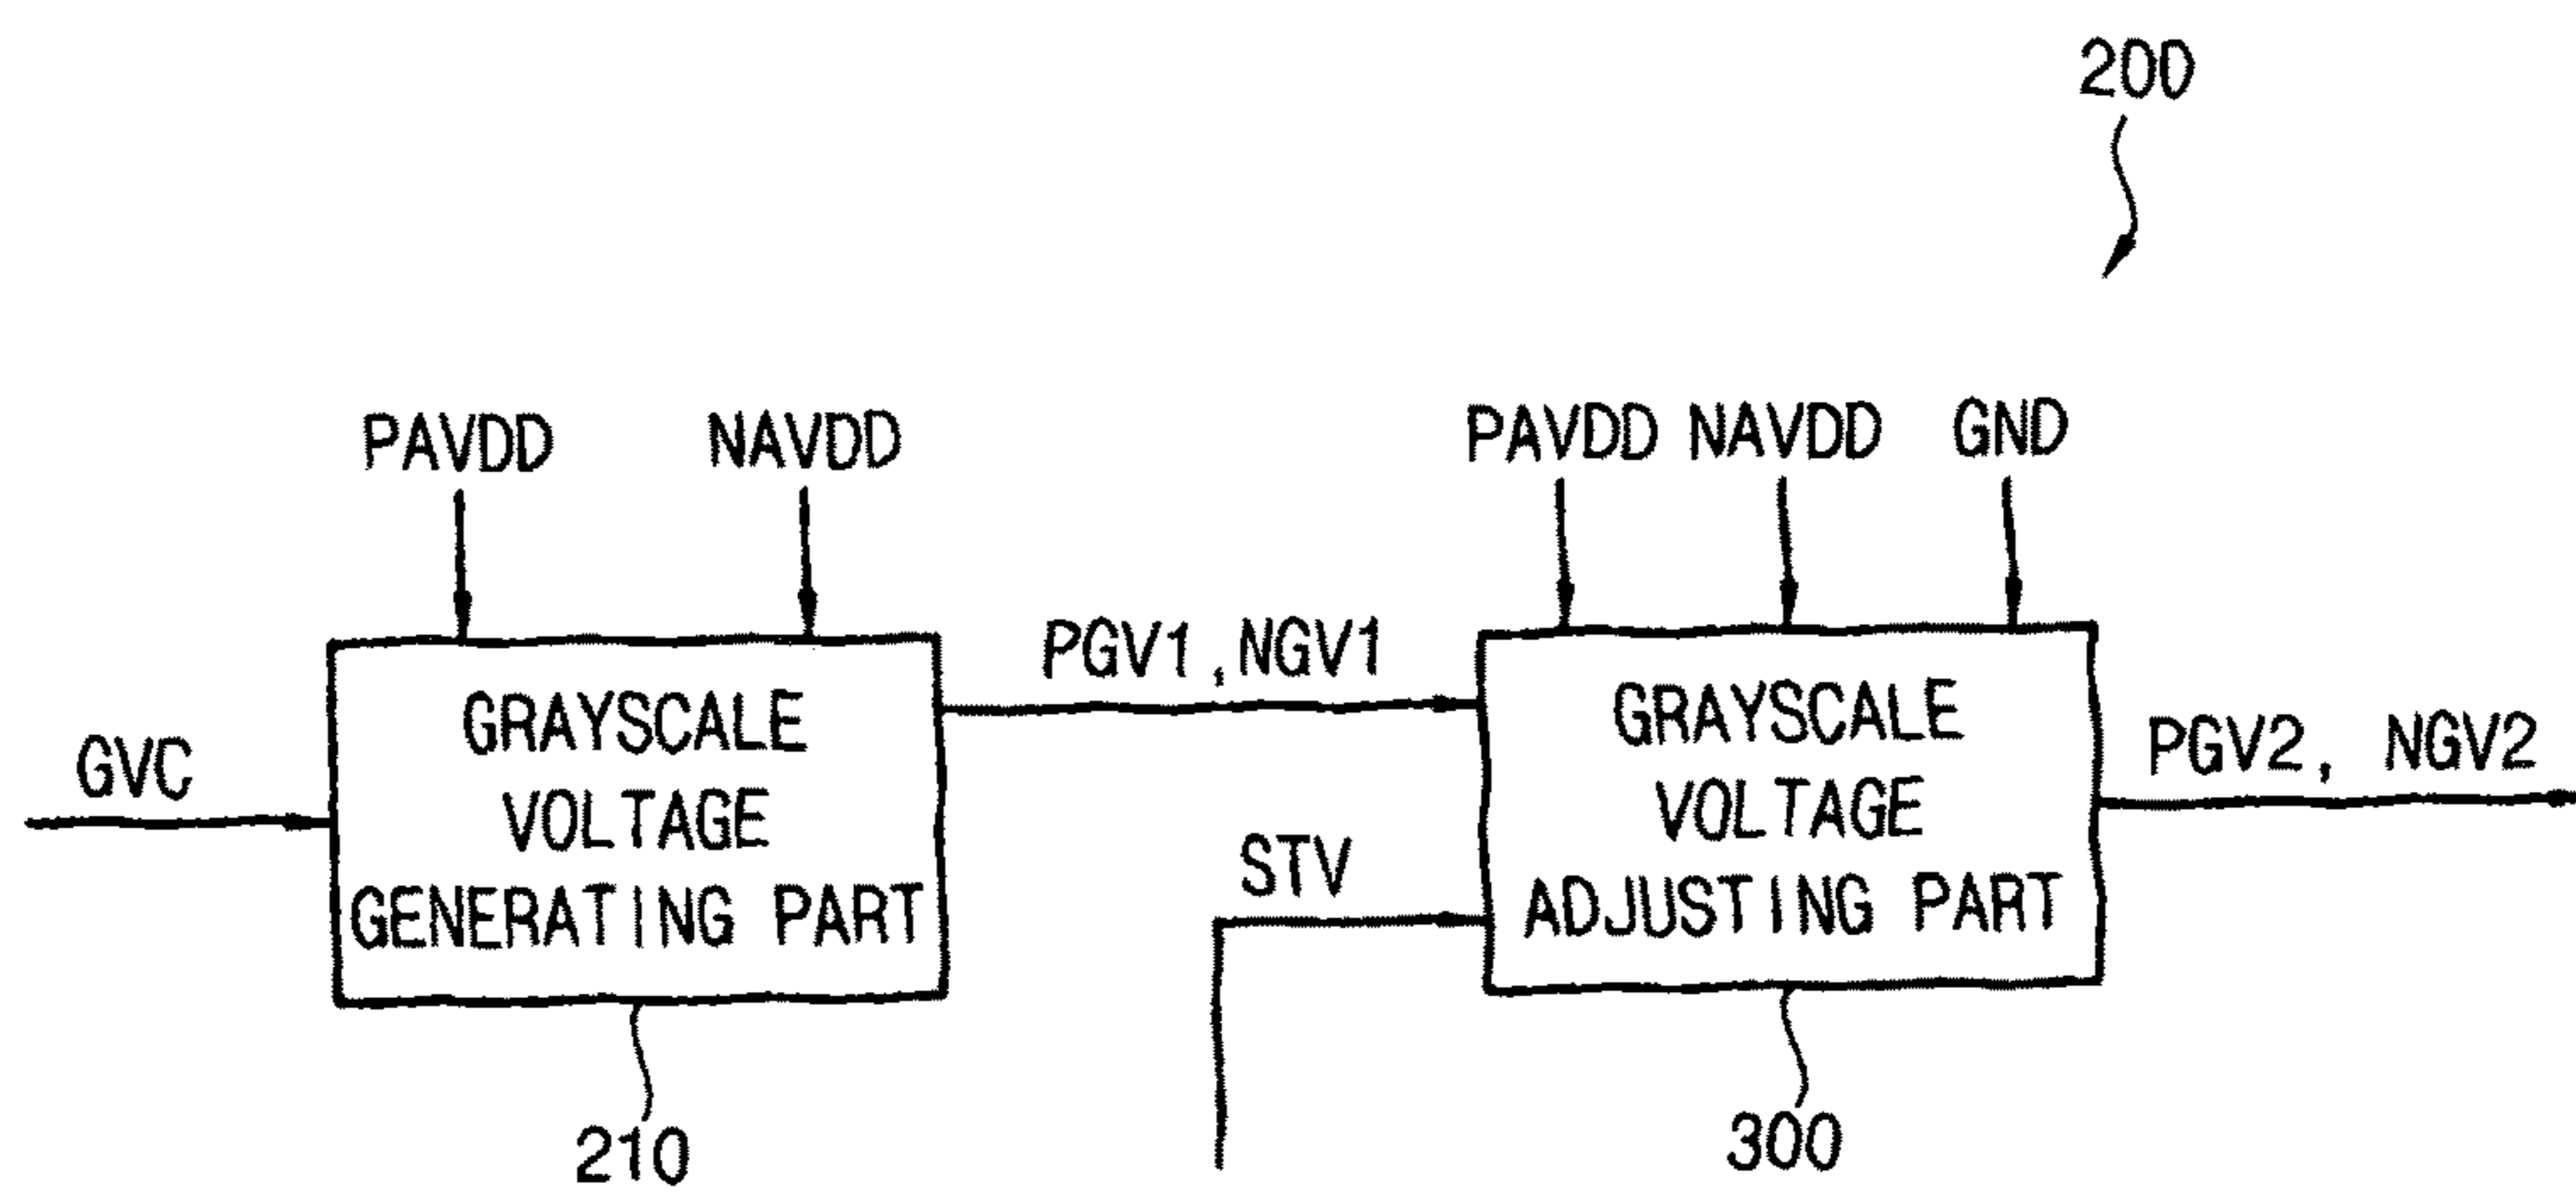 200
PAVDD NAVDD
PAVDD NAVDD GND
GVC
GRAYSCALE
VOLTAGE
GENERATING PART
PGV1,NGV1
STV
GRAYSCALE
VOLTAGE
ADJUSTING PART
PGV2, NGV2
210
300